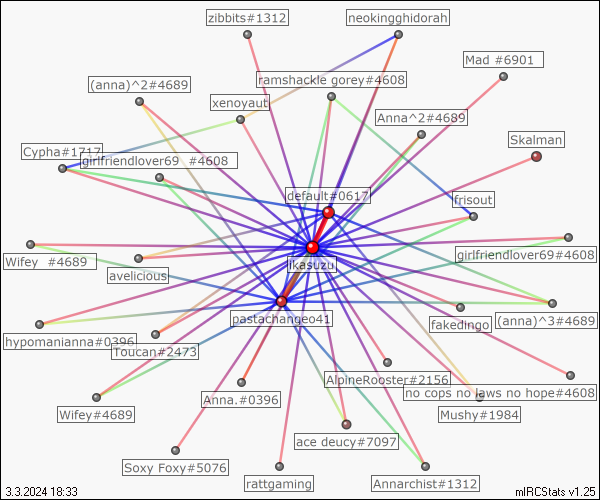 zibbits#1312
neokingghidorah
Mad #6901
(anna)^2#4689
ramshackle gorey#4608
xenoyaut
Anna^2#4689
Skalman
Cypha#1717
girlfriendlover69 _#4608
default#0617
frisout
Wifey _#4689
avelicious
ikasuzu
girlfriendlover69#4608
pastachangeo41
fakedingo
(anna)^3#4689
hypomanianna#0396
Toucan#2473
AlpineRooster#2156
no cops no laws no hope#4608
Anna.#0396
Wifey#4689
Mushy#1984
ace deucy#7097
Soxy Foxy#5076
rattgaming
Annarchist#1312
3.3.2024 18:33
mIRCStats v1.25